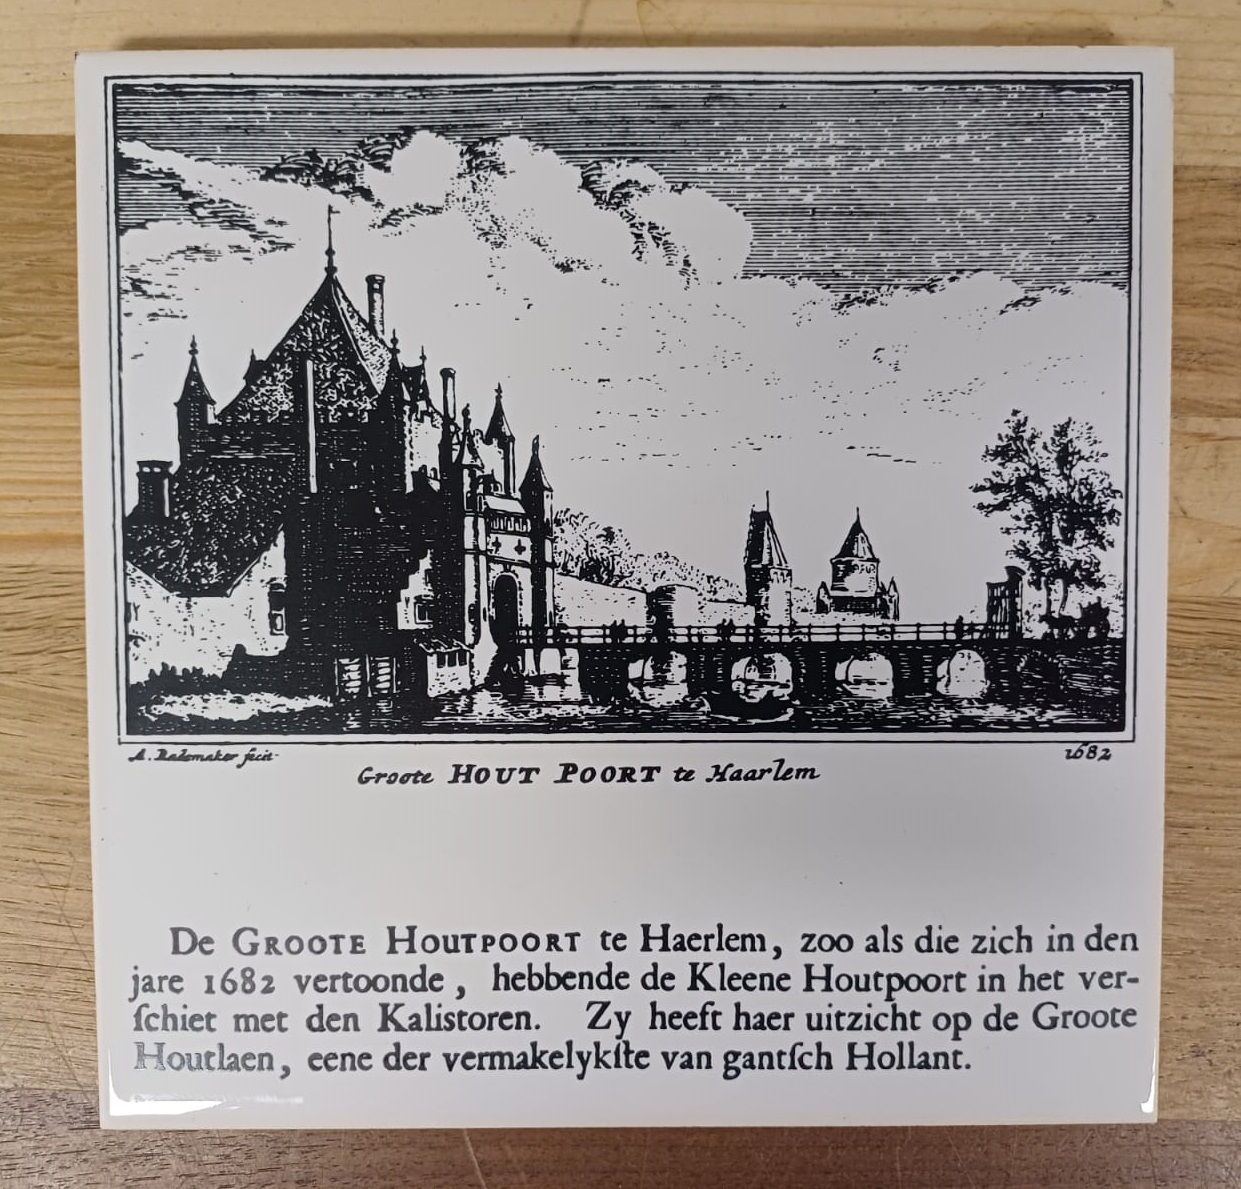 A. Rademaker fecit.
1682
Groote HOUT POORT te Haarlem
De GROOTE HOUTPOORT te Haerlem, zoo als die zich in den
jare 1682 vertoonde, hebbende de Kleene Houtpoort in het ver-
ſchiet met den Kalistoren. Zy heeft haer uitzicht op de Groote
Houtlaen, eene der vermakelykſte van gantſch Hollant.